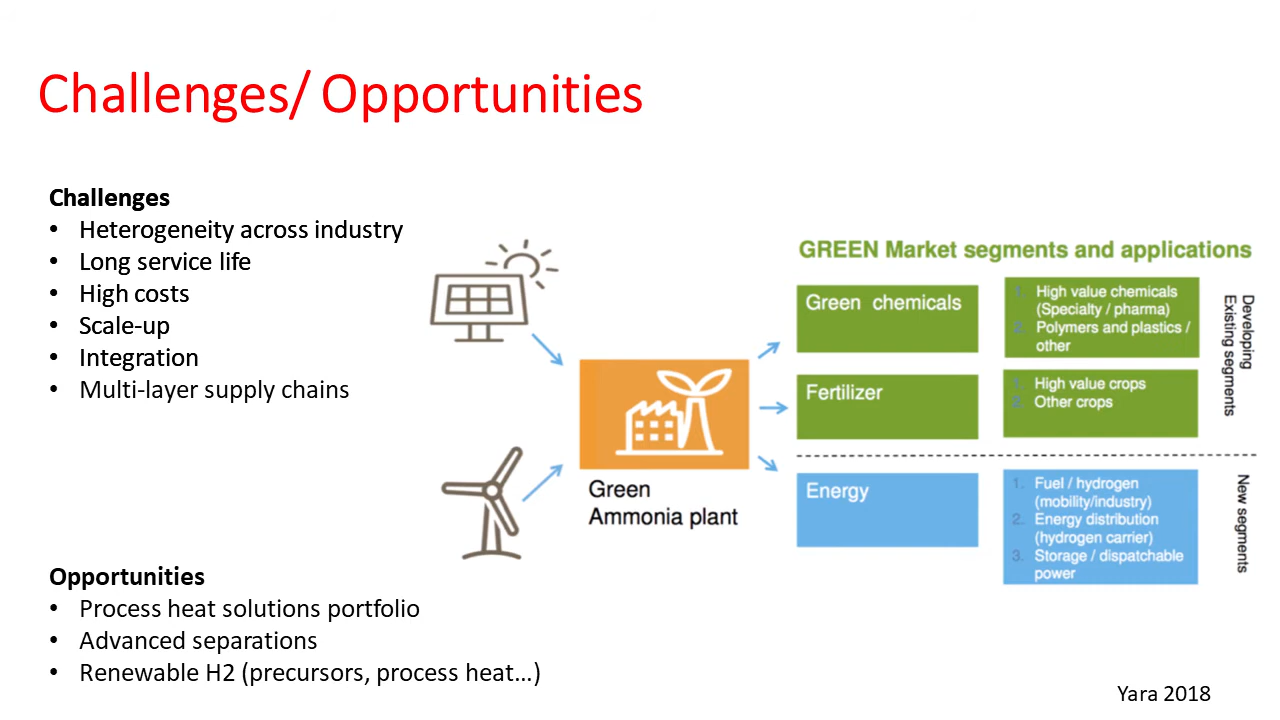 Challenges/ Opportunities
Challenges
• Heterogeneity across industry
• Long service life
• High costs
• Scale-up
• Integration
• Multi-layer supply chains
Opportunities
• Process heat solutions portfolio
• Advanced separations
• Renewable H2 (precursors, process heat…)
Green
Ammonia plant
GREEN Market segments and applications
Green chemicals
1. High value chemicals
(Specialty / pharma)
2. Polymers and plastics /
other
Fertilizer
1. High value crops
2. Other crops
Developing
Existing segments
Energy
1. Fuel / hydrogen
(mobility/industry)
2. Energy distribution
(hydrogen carrier)
3. Storage / dispatchable
power
New segments
Yara 2018